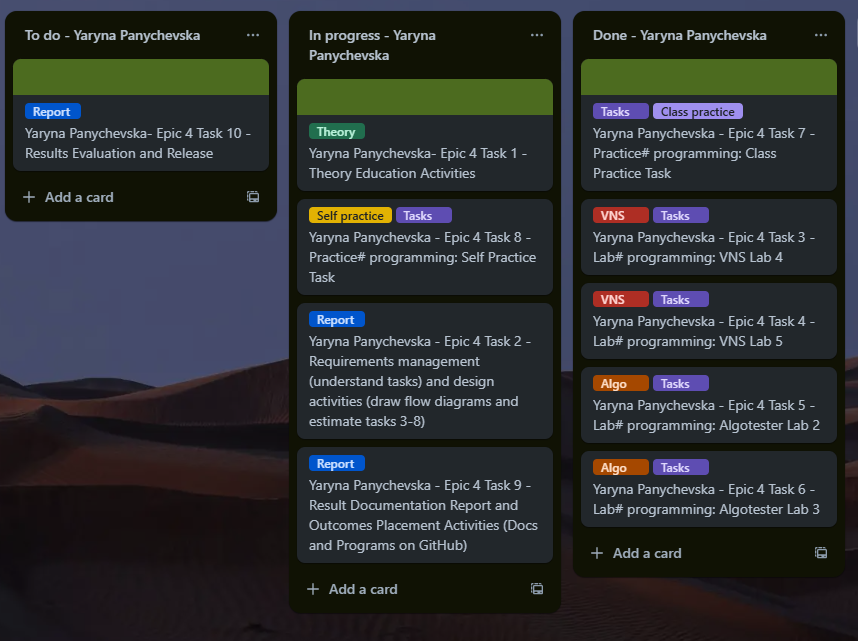 To do - Yaryna Panychevska
Report
Yaryna Panychevska- Epic 4 Task 10 -
Results Evaluation and Release
Add a card
In progress - Yaryna
Panychevska
Theory
Yaryna Panychevska- Epic 4 Task 1 -
Theory Education Activities
Self practice Tasks
Yaryna Panychevska - Epic 4 Task 8 -
Practice# programming: Self Practice
Task
Report
Yaryna Panychevska - Epic 4 Task 2 -
Requirements management
(understand tasks) and design
activities (draw flow diagrams and
estimate tasks 3-8)
Report
Yaryna Panychevska - Epic 4 Task 9 -
Result Documentation Report and
Outcomes Placement Activities (Docs
and Programs on GitHub)
Add a card
Done - Yaryna Panychevska
Tasks Class practice
Yaryna Panychevska - Epic 4 Task 7 -
Practice# programming: Class
Practice Task
VNS Tasks
Yaryna Panychevska - Epic 4 Task 3 -
Lab# programming: VNS Lab 4
VNS Tasks
Yaryna Panychevska - Epic 4 Task 4 -
Lab# programming: VNS Lab 5
Algo Tasks
Yaryna Panychevska - Epic 4 Task 5 -
Lab# programming: Algotester Lab 2
Algo Tasks
Yaryna Panychevska - Epic 4 Task 6 -
Lab# programming: Algotester Lab 3
Add a card